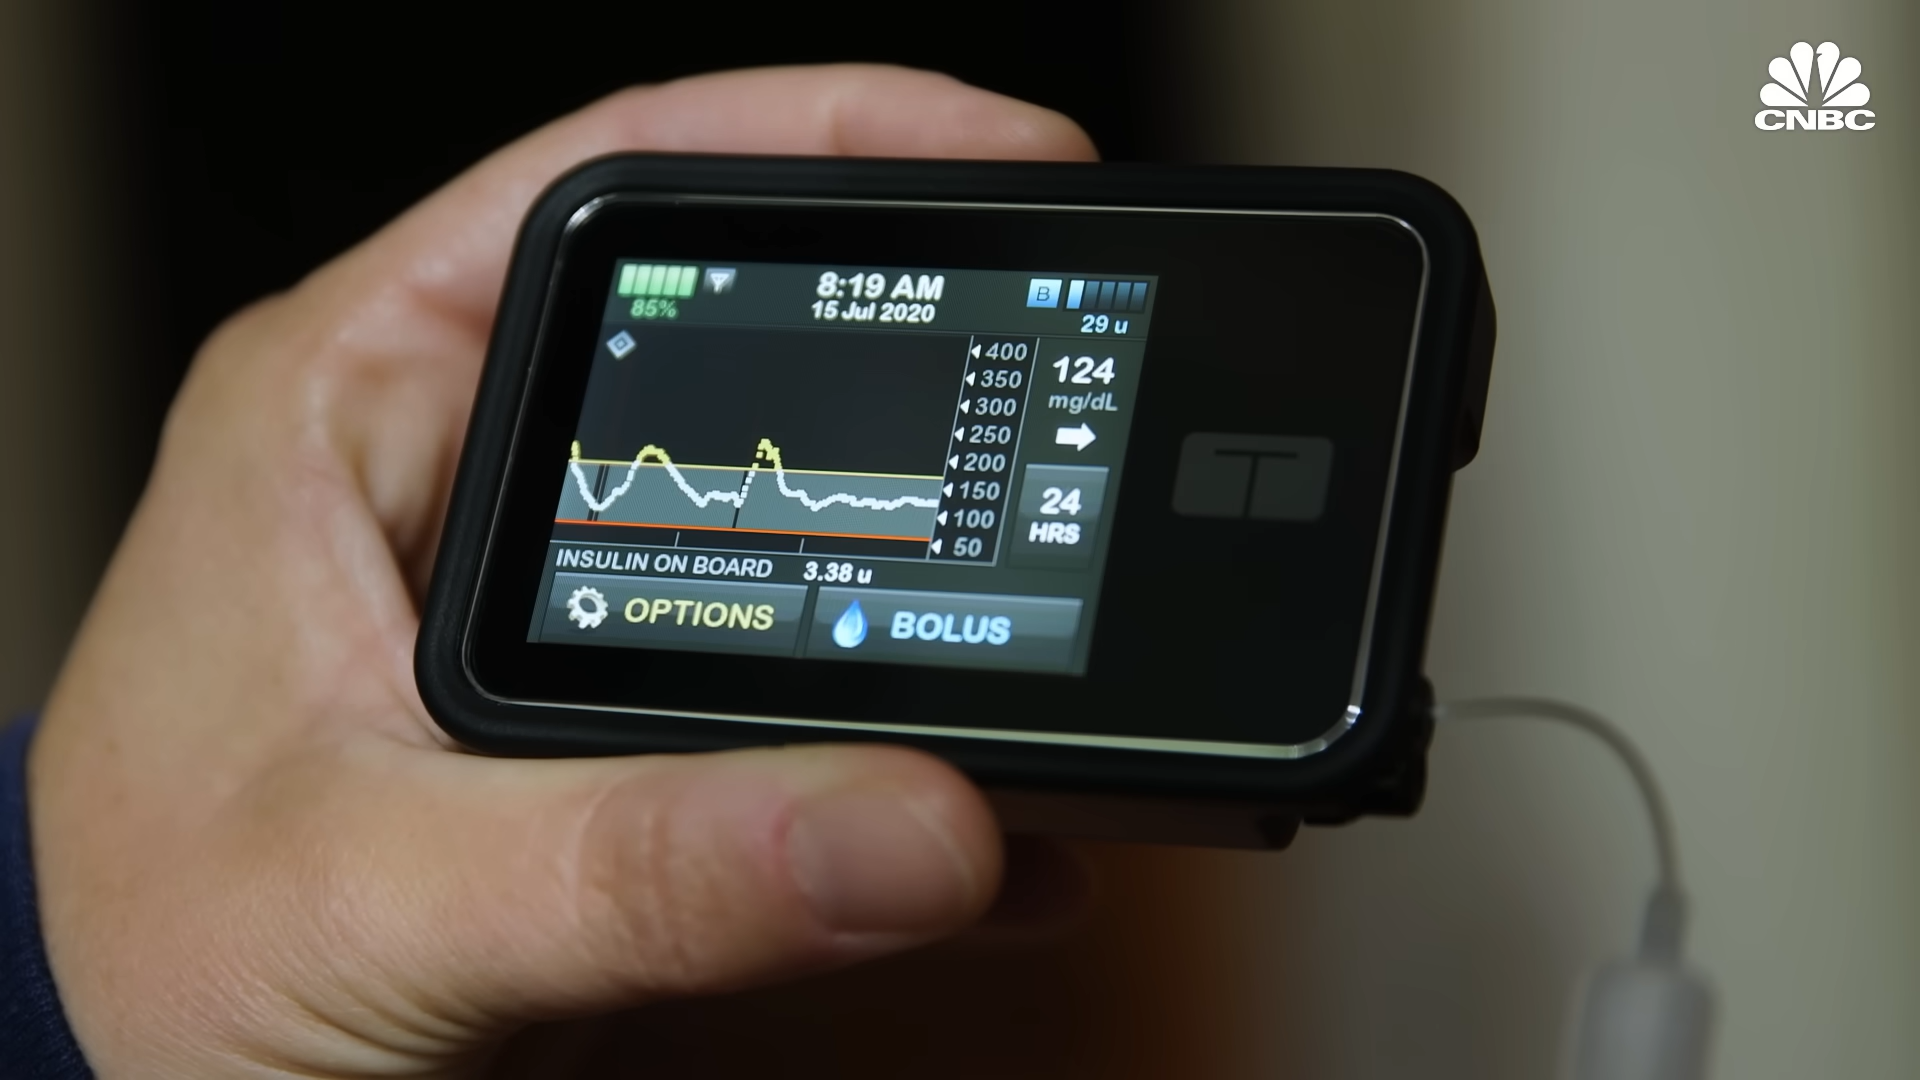 CNBC
85%
8:19 AM
15 Jul 2020
B
29 u
400
350
300
250
200
150
100
50
124
mg/dL
24
HRS
INSULIN ON BOARD 3.38 u
OPTIONS
BOLUS
T